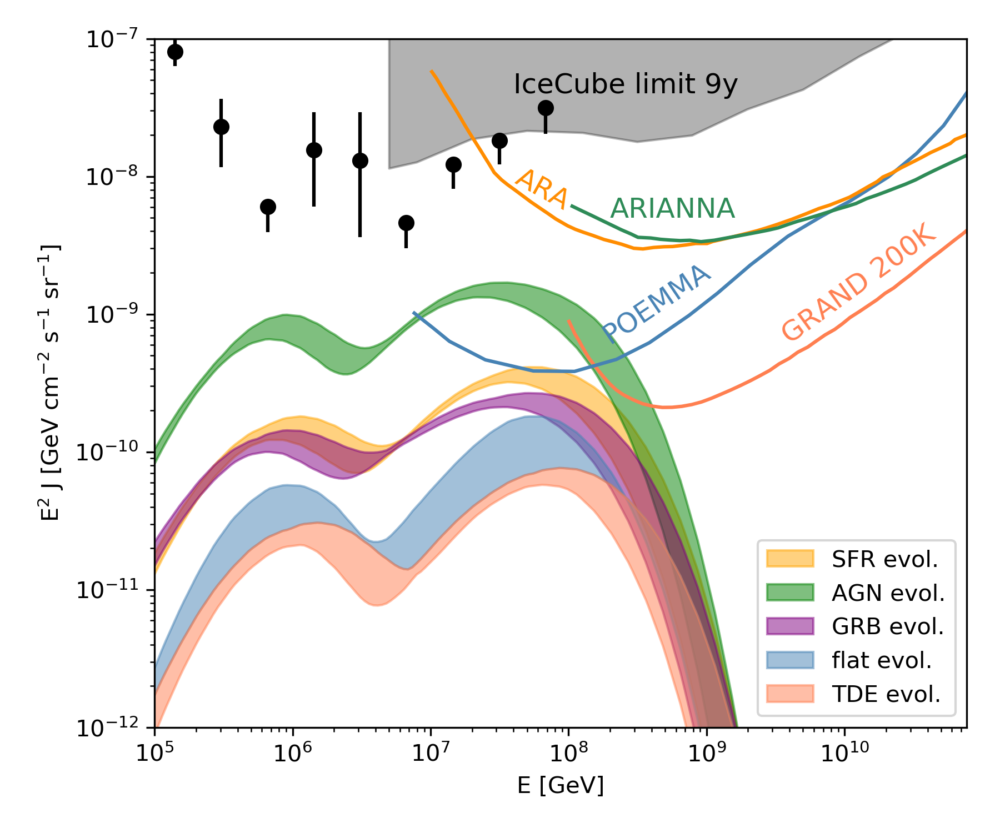 10⁻⁷
10⁻⁸
10⁻⁹
10⁻¹⁰
10⁻¹¹
10⁻¹²
E² J [GeV cm⁻² s⁻¹ sr⁻¹]
IceCube limit 9y
ARA
ARIANNA
POEMMA
GRAND 200K
SFR evol.
AGN evol.
GRB evol.
flat evol.
TDE evol.
10⁵ 10⁶ 10⁷ 10⁸ 10⁹ 10¹⁰
E [GeV]